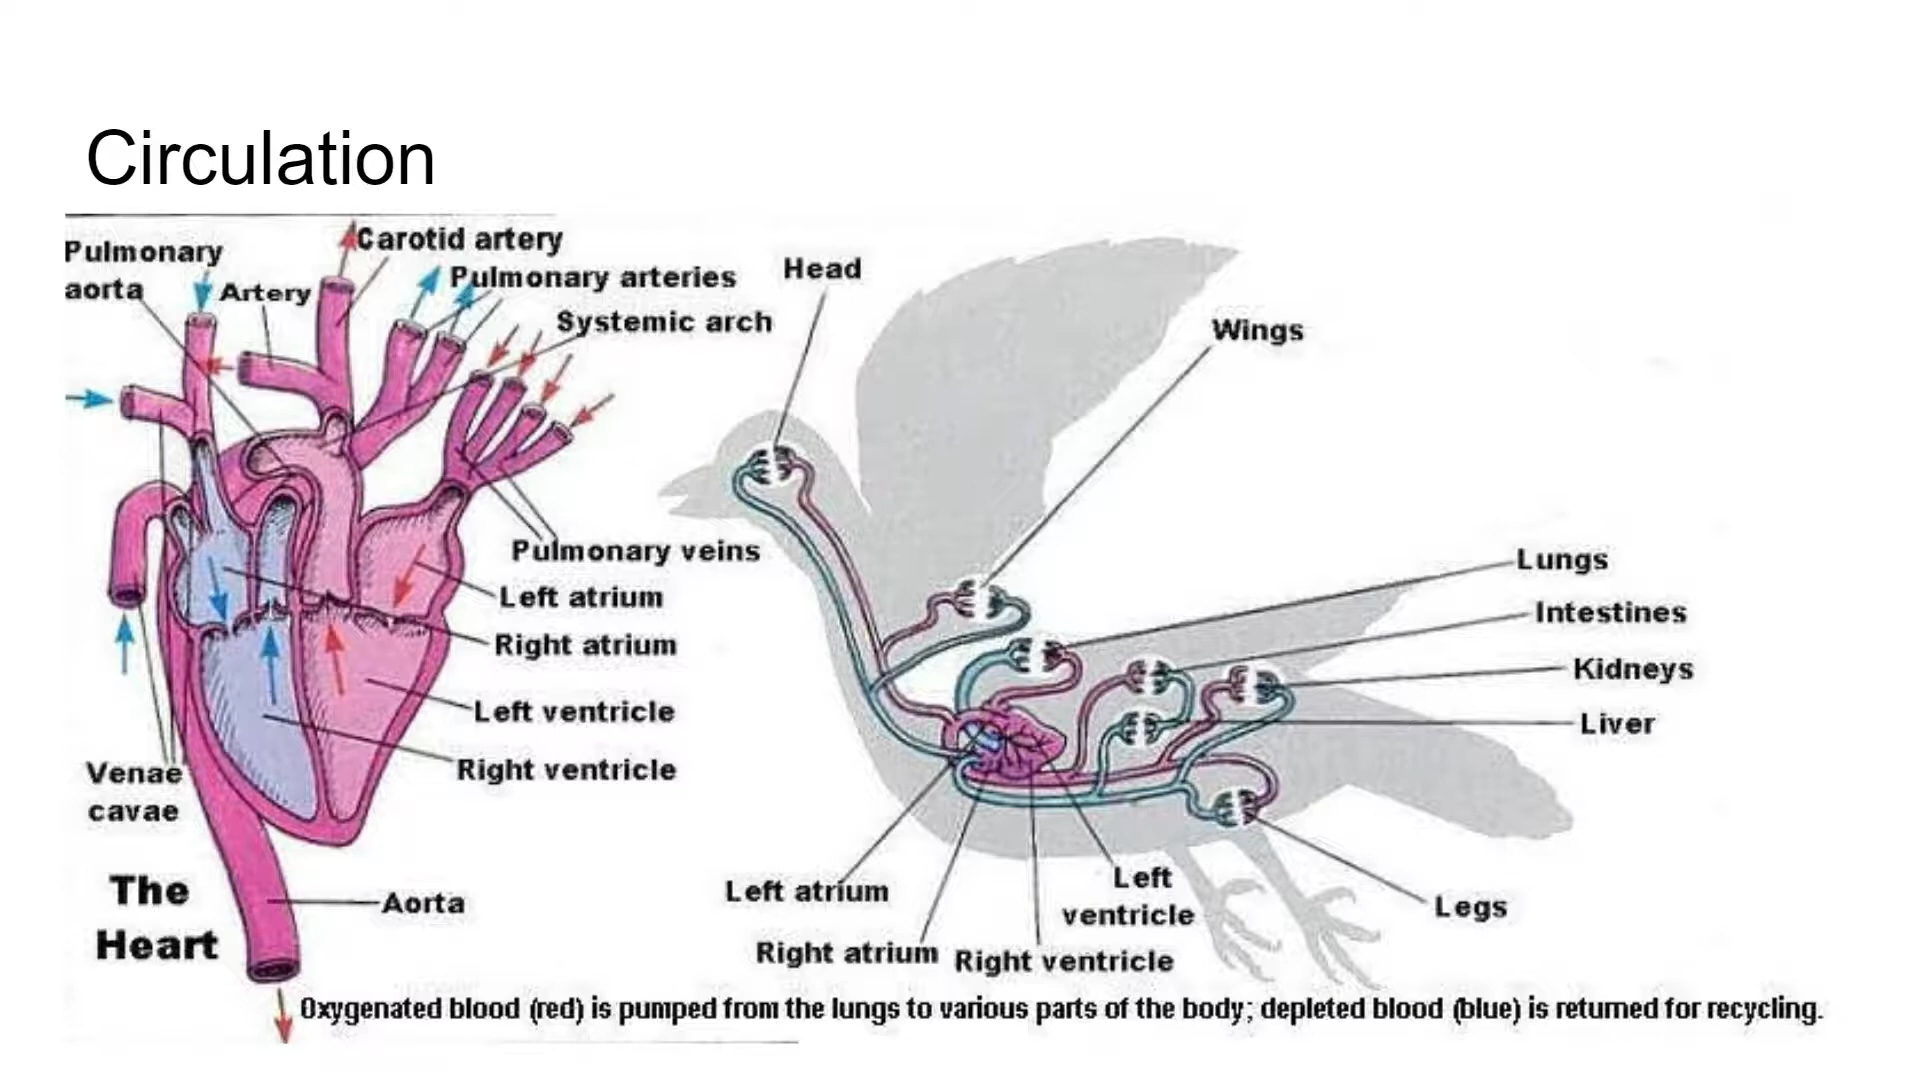 Circulation
Pulmonary
aorta
Artery
Carotid artery
Pulmonary arteries
Systemic arch
Pulmonary veins
Left atrium
Right atrium
Left ventricle
Right ventricle
Venae
cavae
Aorta
The
Heart
Head
Wings
Lungs
Intestines
Kidneys
Liver
Legs
Left
ventricle
Left atrium
Right atrium
Right ventricle
Oxygenated blood (red) is pumped from the lungs to various parts of the body; depleted blood (blue) is returned for recycling.